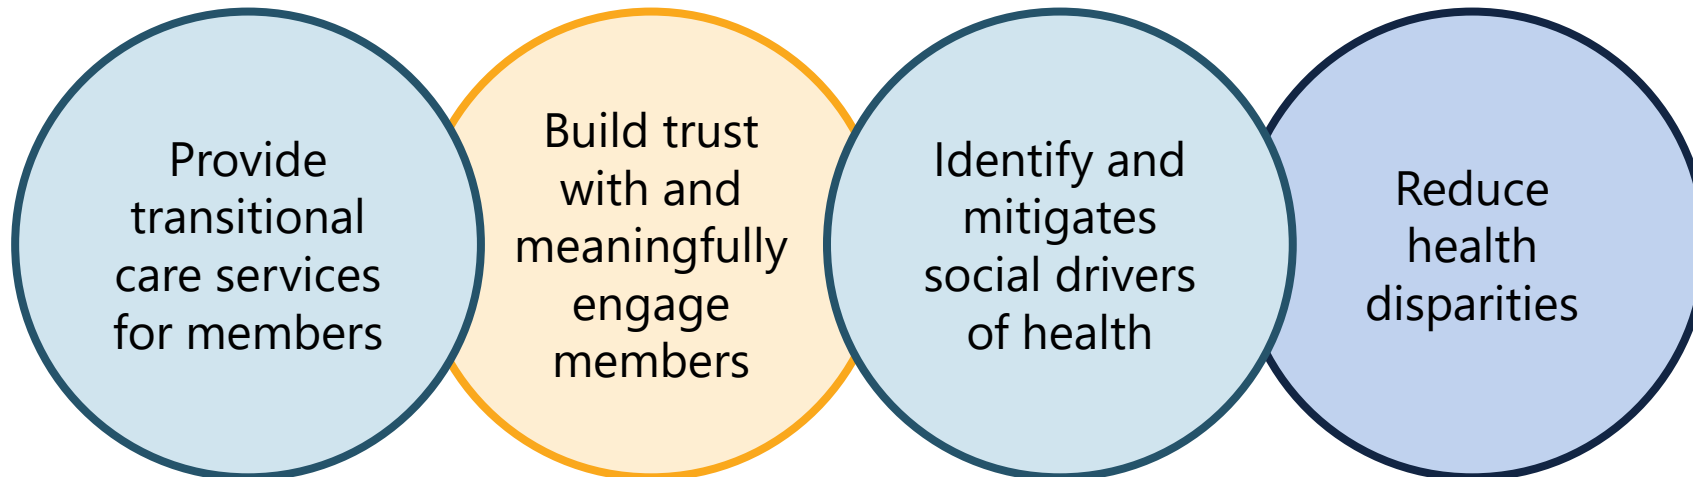 Provide
transitional
care services
for members
Build trust
with and
meaningfully
engage
members
Identify and
mitigates
social drivers
of health
Reduce
health
disparities